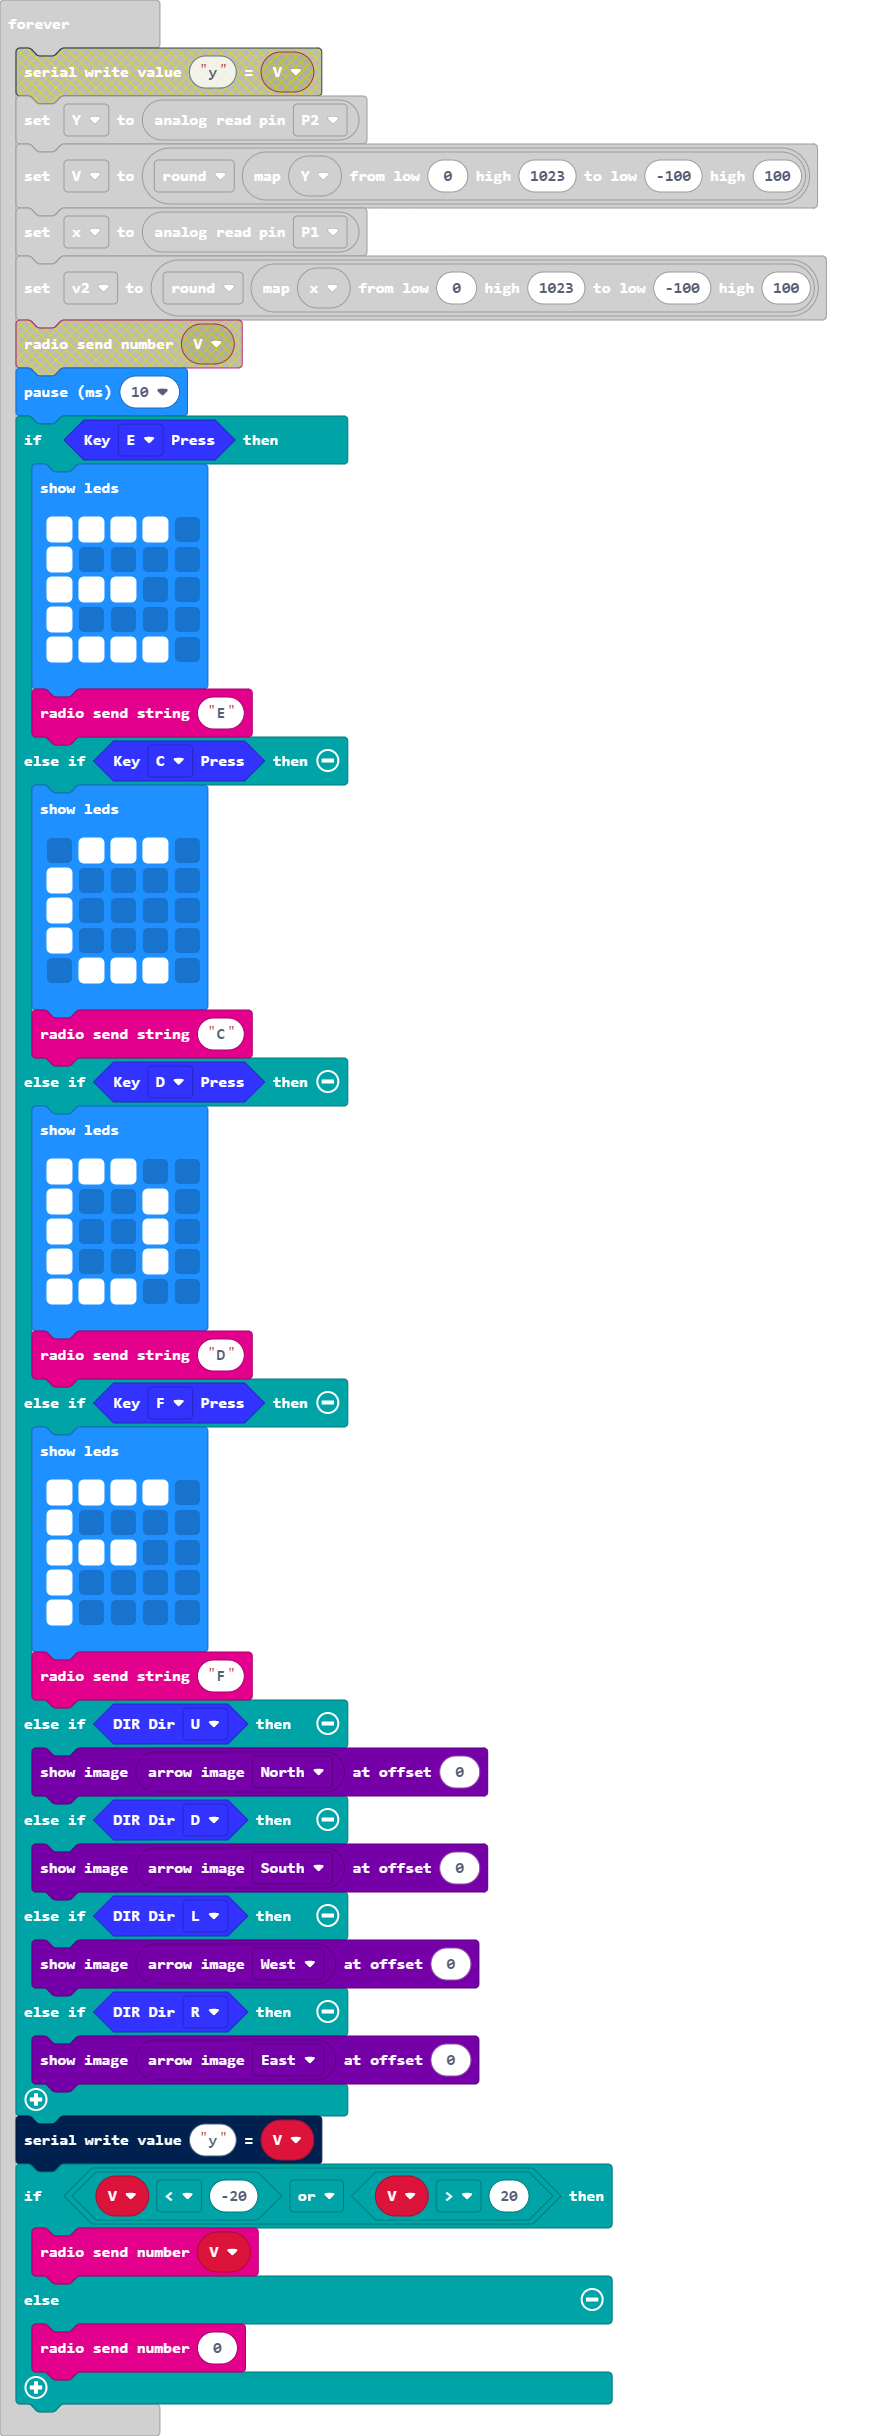 forever
serial write value "y" = V
set Y to analog read pin P2
set V to round map Y from low 0 high 1023 to low -100 high 100
set x to analog read pin P1
set v2 to round map x from low 0 high 1023 to low -100 high 100
radio send number V
pause (ms) 10
if Key E Press then
show leds
radio send string "E"
else if Key C Press then
show leds
radio send string "C"
else if Key D Press then
show leds
radio send string "D"
else if Key F Press then
show leds
radio send string "F"
else if DIR Dir U then
show image arrow image North at offset 0
else if DIR Dir D then
show image arrow image South at offset 0
else if DIR Dir L then
show image arrow image West at offset 0
else if DIR Dir R then
show image arrow image East at offset 0
serial write value "y" = V
if V < -20 or V > 20 then
radio send number V
else
radio send number 0